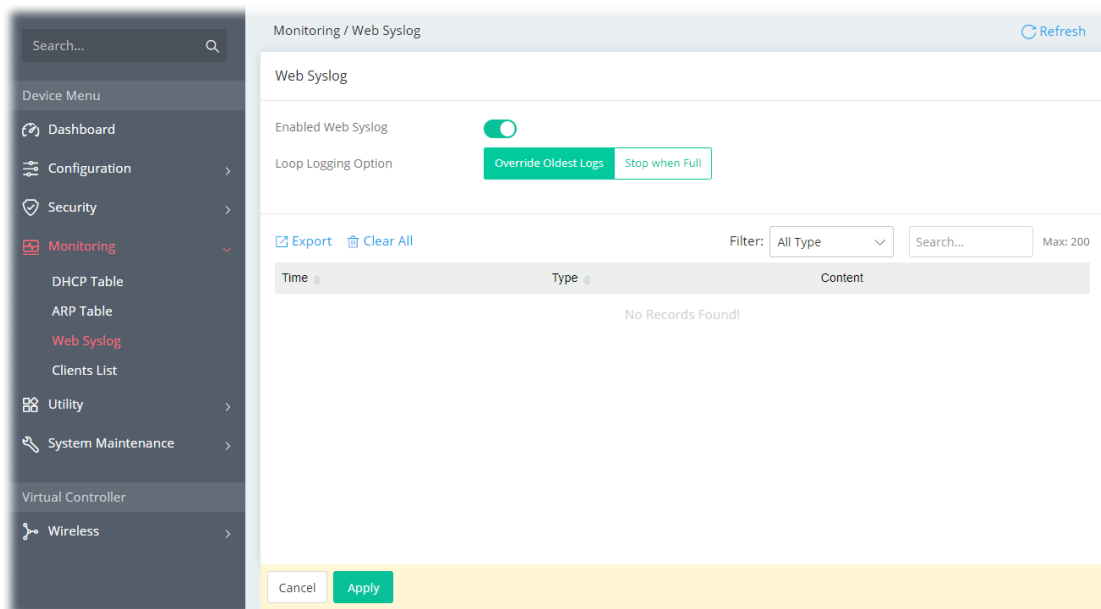 Search...
Device Menu
Dashboard
Configuration
Security
Monitoring
DHCP Table
ARP Table
Web Syslog
Clients List
Utility
System Maintenance
Virtual Controller
Wireless
Monitoring / Web Syslog
Refresh
Web Syslog
Enabled Web Syslog
Loop Logging Option
Override Oldest Logs
Stop when Full
Export
Clear All
Filter:
All Type
Search...
Max: 200
Time
Type
Content
No Records Found!
Cancel
Apply